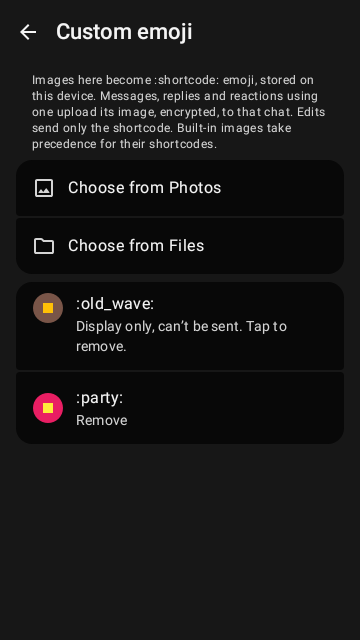 Custom emoji
Images here become :shortcode: emoji, stored on
this device. Messages, replies and reactions using
one upload its image, encrypted, to that chat. Edits
send only the shortcode. Built-in images take
precedence for their shortcodes.
Choose from Photos
Choose from Files
:old_wave:
Display only, can’t be sent. Tap to
remove.
:party:
Remove